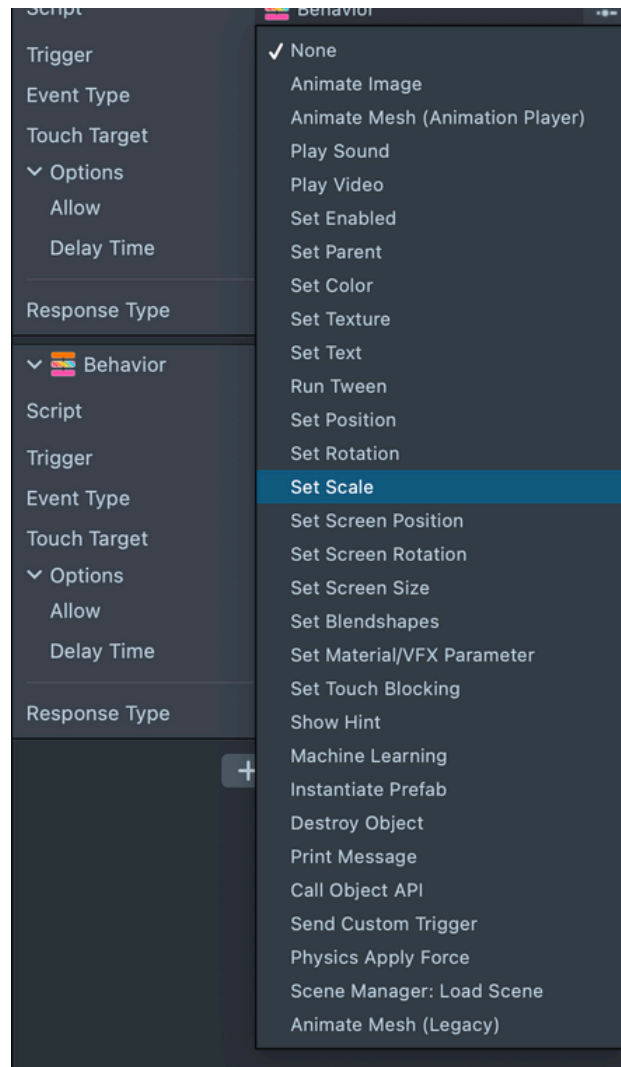 Script
Behavior
Trigger
Event Type
Touch Target
Options
Allow
Delay Time
Response Type
Behavior
Script
Trigger
Event Type
Touch Target
Options
Allow
Delay Time
Response Type
None
Animate Image
Animate Mesh (Animation Player)
Play Sound
Play Video
Set Enabled
Set Parent
Set Color
Set Texture
Set Text
Run Tween
Set Position
Set Rotation
Set Scale
Set Screen Position
Set Screen Rotation
Set Screen Size
Set Blendshapes
Set Material/VFX Parameter
Set Touch Blocking
Show Hint
Machine Learning
Instantiate Prefab
Destroy Object
Print Message
Call Object API
Send Custom Trigger
Physics Apply Force
Scene Manager: Load Scene
Animate Mesh (Legacy)